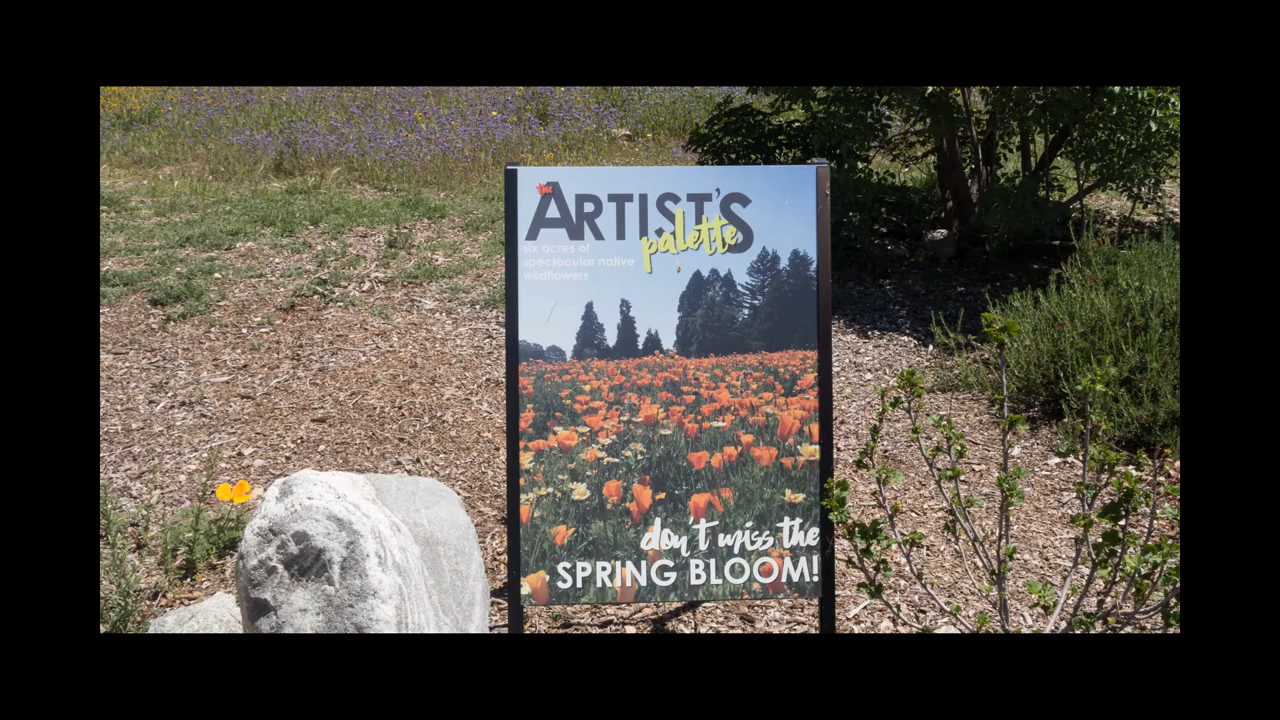 the
ARTIST'S
palette
six acres of
spectacular native
wildflowers
don't miss the
SPRING BLOOM!